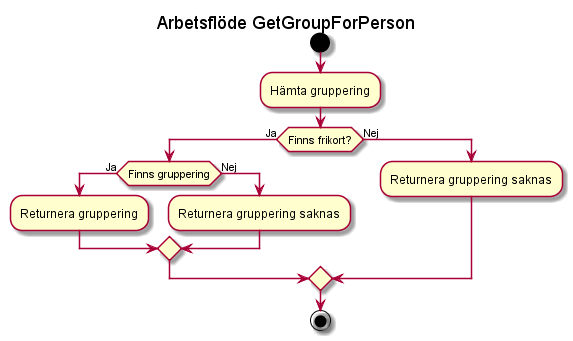 Arbetsflöde GetGroupForPerson
Hämta gruppering
Ja
Finns frikort?
Nej
Ja
Finns gruppering
Nej
Returnera gruppering saknas
Returnera gruppering
Returnera gruppering saknas